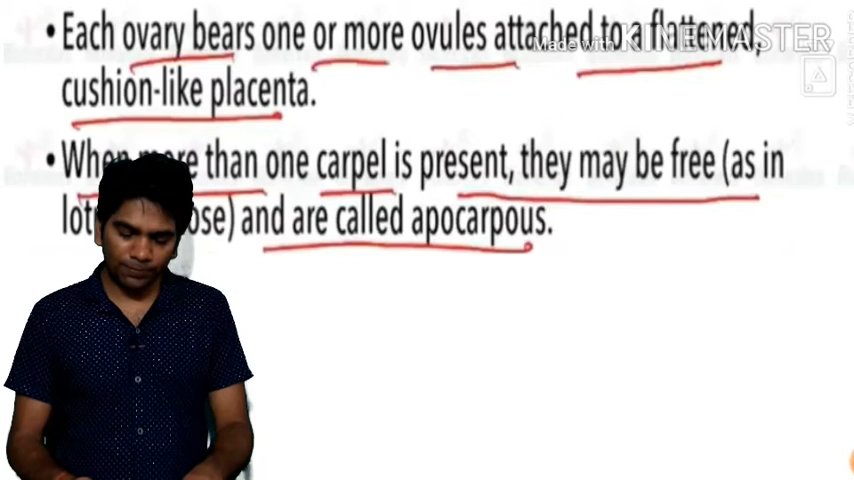 • Each ovary bears one or more ovules attached to a flattened,
Made with KINEMASTER
cushion-like placenta.
• When more than one carpel is present, they may be free (as in
lotus ose) and are called apocarpous.